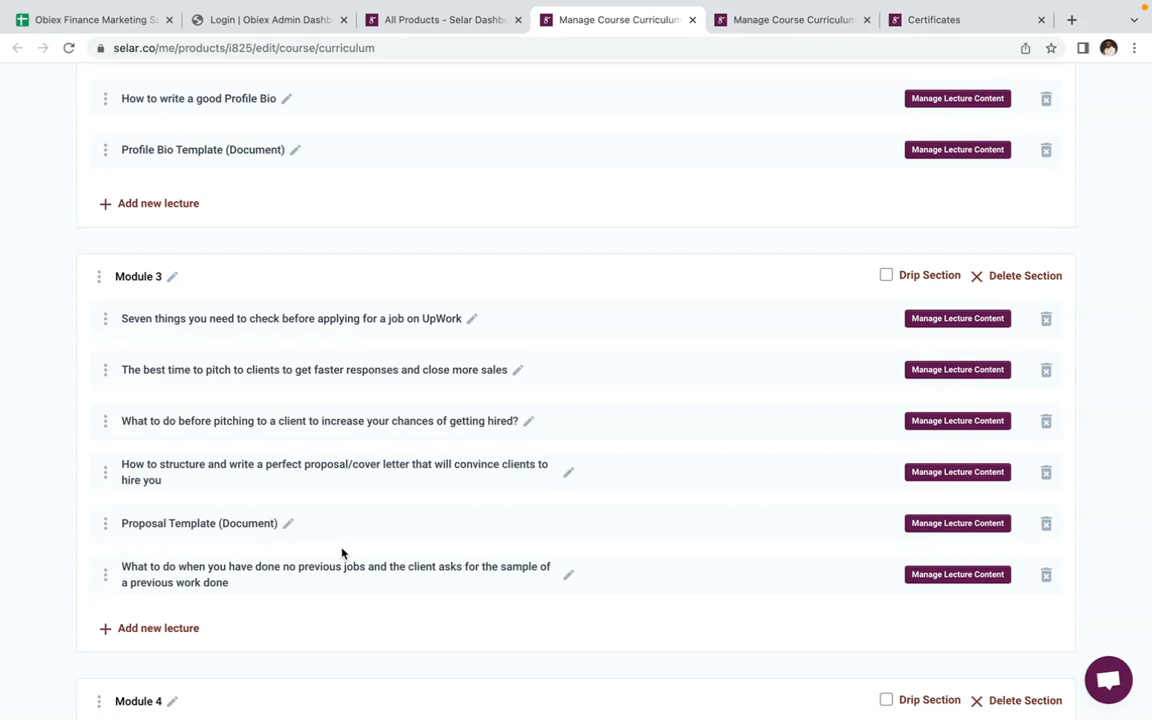 Obiex Finance Marketing S
Login | Obiex Admin Dashb
All Products - Selar Dashb
Manage Course Curriculum
Manage Course Curriculum
Certificates
selar.co/me/products/i825/edit/course/curriculum
How to write a good Profile Bio
Manage Lecture Content
Profile Bio Template (Document)
Manage Lecture Content
Add new lecture
Module 3
Drip Section
Delete Section
Seven things you need to check before applying for a job on UpWork
Manage Lecture Content
The best time to pitch to clients to get faster responses and close more sales
Manage Lecture Content
What to do before pitching to a client to increase your chances of getting hired?
Manage Lecture Content
How to structure and write a perfect proposal/cover letter that will convince clients to
hire you
Manage Lecture Content
Proposal Template (Document)
Manage Lecture Content
What to do when you have done no previous jobs and the client asks for the sample of
a previous work done
Manage Lecture Content
Add new lecture
Module 4
Drip Section
Delete Section